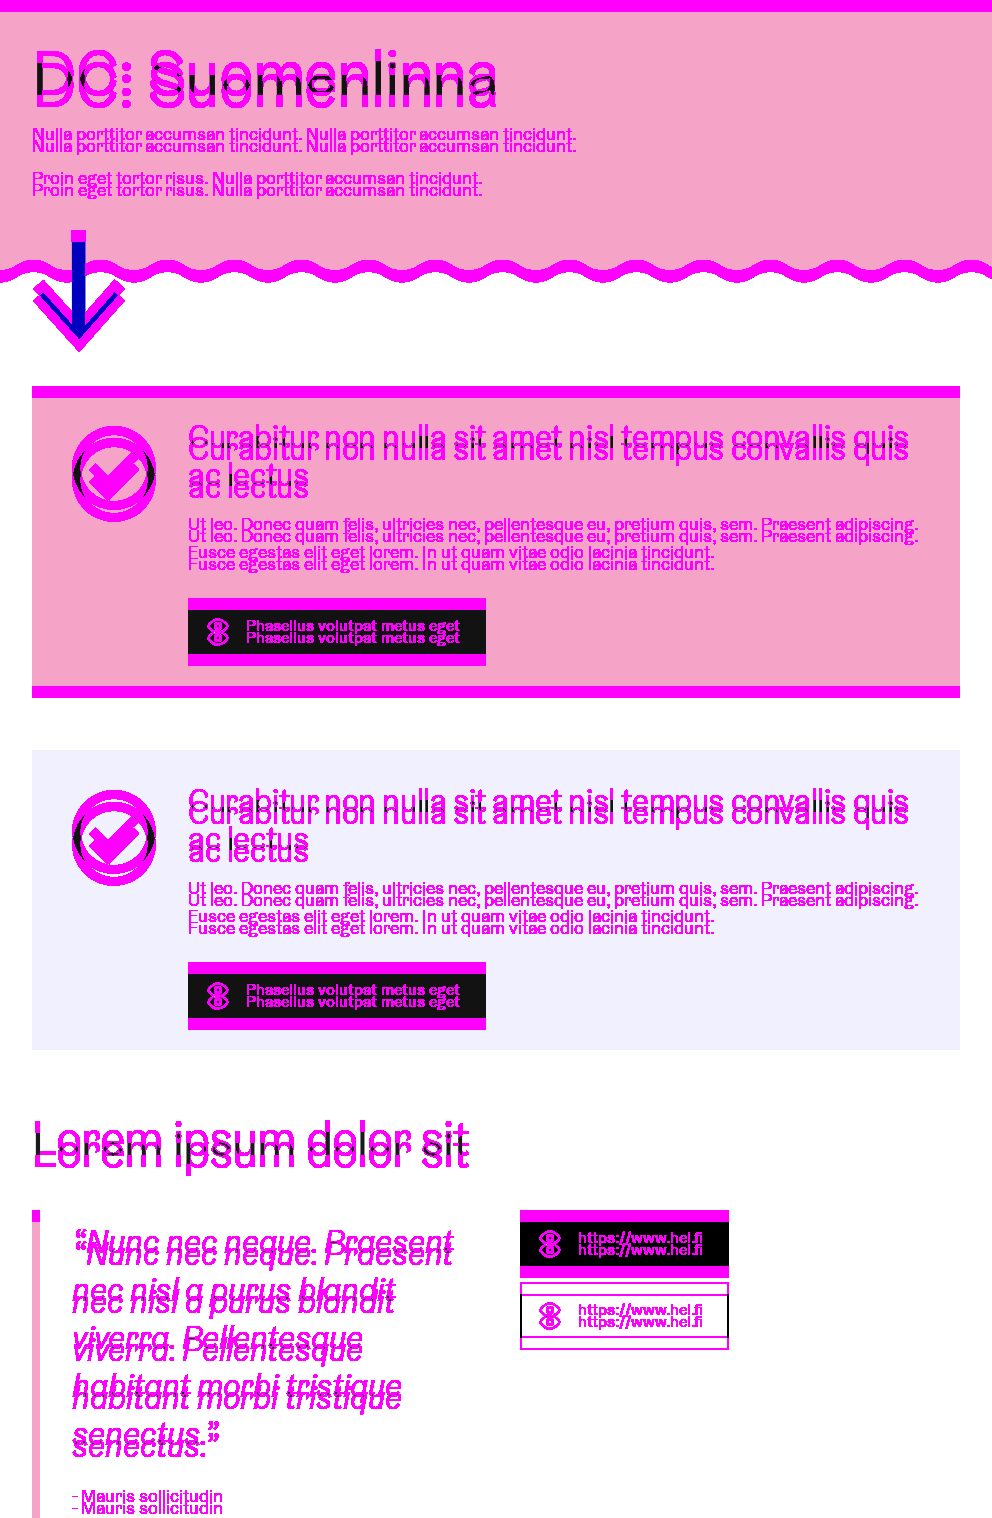 DC: Suomenlinna
Nulla porttitor accumsan tincidunt. Nulla porttitor accumsan tincidunt.
Proin eget tortor risus. Nulla porttitor accumsan tincidunt.
Curabitur non nulla sit amet nisl tempus convallis quis
ac lectus
Ut leo. Donec quam felis, ultricies nec, pellentesque eu, pretium quis, sem. Praesent adipiscing.
Fusce egestas elit eget lorem. In ut quam vitae odio lacinia tincidunt.
Phasellus volutpat metus eget
Curabitur non nulla sit amet nisl tempus convallis quis
ac lectus
Ut leo. Donec quam felis, ultricies nec, pellentesque eu, pretium quis, sem. Praesent adipiscing.
Fusce egestas elit eget lorem. In ut quam vitae odio lacinia tincidunt.
Phasellus volutpat metus eget
Lorem ipsum dolor sit
“Nunc nec neque. Praesent
nec nisl a purus blandit
viverra. Pellentesque
habitant morbi tristique
senectus.”
- Mauris sollicitudin
https://www.hel.fi
https://www.hel.fi